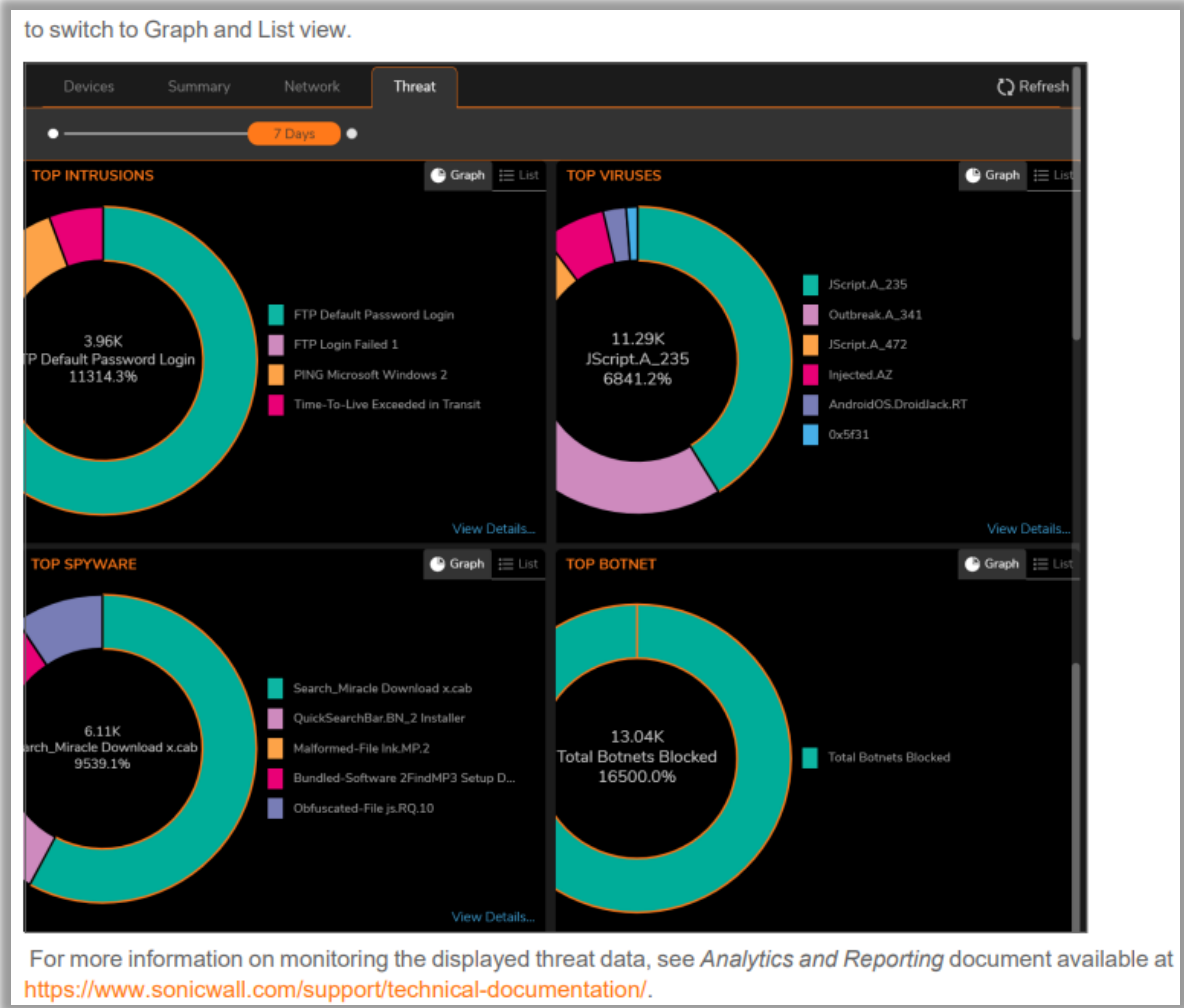 to switch to Graph and List view.
Devices Summary Network Threat Refresh
7 Days
TOP INTRUSIONS Graph List
3.96K
TP Default Password Login
11314.3%
FTP Default Password Login
FTP Login Failed 1
PING Microsoft Windows 2
Time-To-Live Exceeded in Transit
View Details...
TOP VIRUSES Graph List
11.29K
JScript.A_235
6841.2%
JScript.A_235
Outbreak.A_341
JScript.A_472
Injected.AZ
AndroidOS.DroidJack.RT
0x5f31
View Details...
TOP SPYWARE Graph List
6.11K
arch_Miracle Download x.cab
9539.1%
Search_Miracle Download x.cab
QuickSearchBar.BN_2 Installer
Malformed-File lnk.MP.2
Bundled-Software 2FindMP3 Setup D...
Obfuscated-File js.RQ.10
View Details...
TOP BOTNET Graph List
13.04K
Total Botnets Blocked
16500.0%
Total Botnets Blocked
For more information on monitoring the displayed threat data, see Analytics and Reporting document available at
https://www.sonicwall.com/support/technical-documentation/.